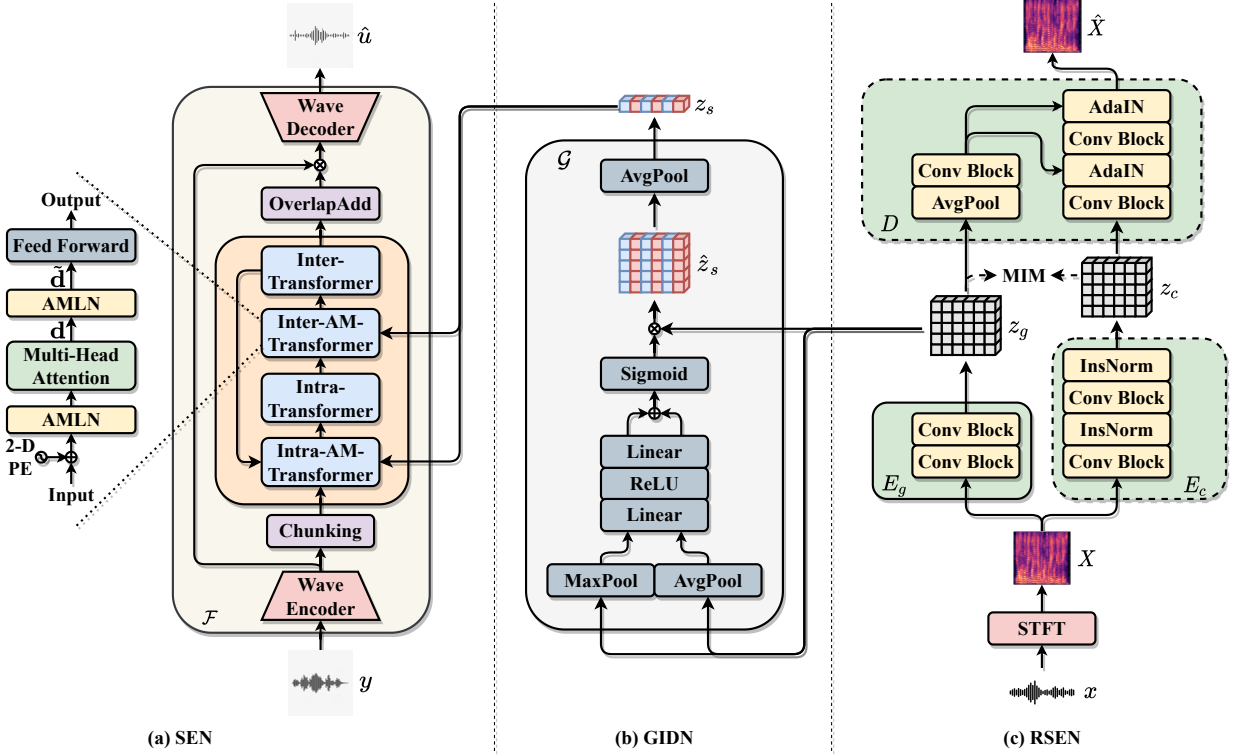 û
Wave
Decoder
OverlapAdd
Inter-
Transformer
Inter-AM-
Transformer
Intra-
Transformer
Intra-AM-
Transformer
Chunking
Wave
Encoder
ℱ
y
Output
Feed Forward
d̃
AMLN
d
Multi-Head
Attention
AMLN
2-D
PE
Input
(a) SEN
z_s
𝒢
AvgPool
ẑ_s
Sigmoid
Linear
ReLU
Linear
MaxPool
AvgPool
(b) GIDN
X̂
AdaIN
Conv Block
AdaIN
Conv Block
Conv Block
AvgPool
D
MIM
z_c
z_g
InsNorm
Conv Block
InsNorm
Conv Block
E_c
Conv Block
Conv Block
E_g
X
STFT
x
(c) RSEN